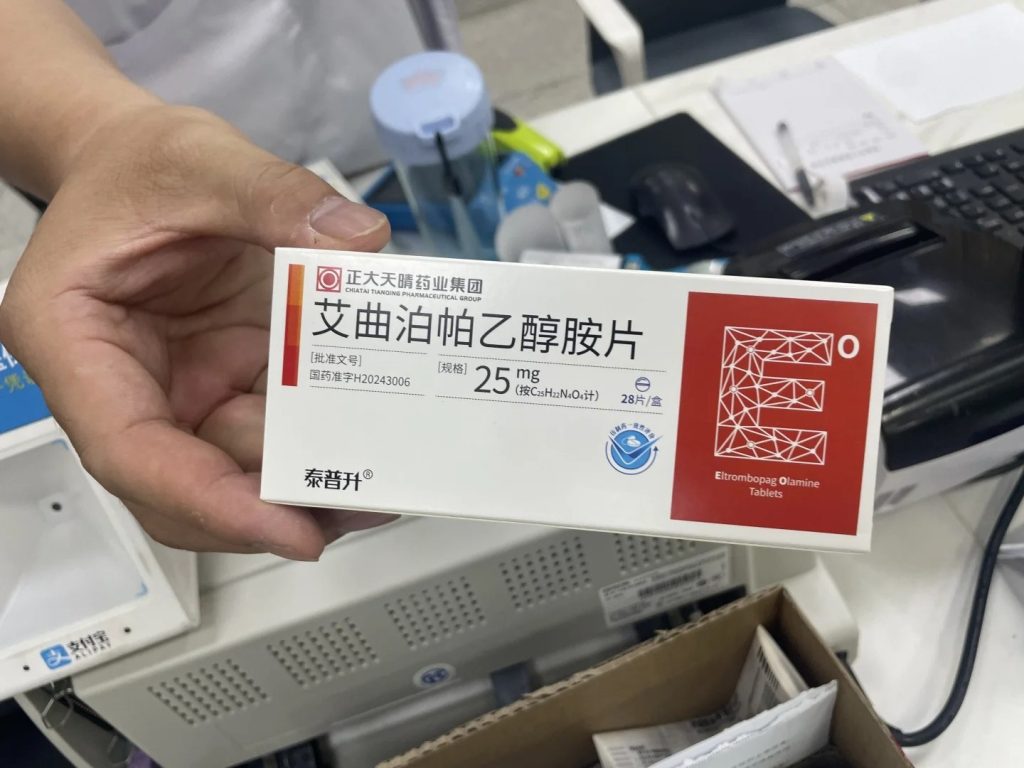 正大天晴药业集团
CHIATAI TIANQING PHARMACEUTICAL GROUP
艾曲泊帕乙醇胺片
[批准文号]
国药准字H20243006
[规格]
25 mg
(按C₂₅H₂₂N₄O₄计)
28片/盒
泰普升®
EO
Eltrombopag Olamine
Tablets
支付宝
ALIPAY